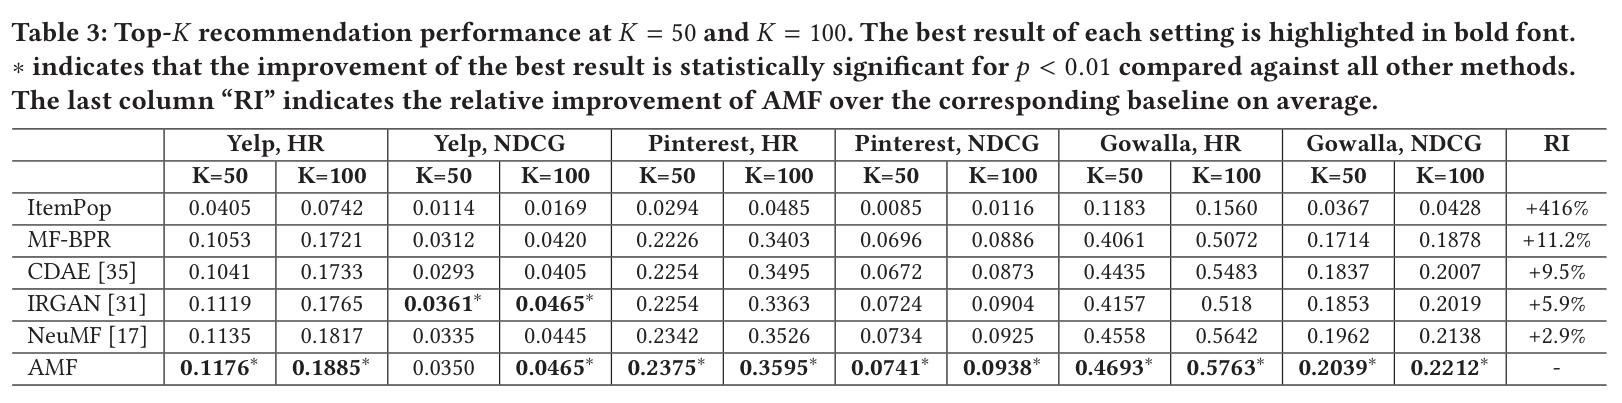 Table 3: Top-K recommendation performance at K = 50 and K = 100. The best result of each setting is highlighted in bold font.
* indicates that the improvement of the best result is statistically significant for p < 0.01 compared against all other methods.
The last column “RI” indicates the relative improvement of AMF over the corresponding baseline on average.
Yelp, HR Yelp, NDCG Pinterest, HR Pinterest, NDCG Gowalla, HR Gowalla, NDCG RI
K=50 K=100 K=50 K=100 K=50 K=100 K=50 K=100 K=50 K=100 K=50 K=100
ItemPop 0.0405 0.0742 0.0114 0.0169 0.0294 0.0485 0.0085 0.0116 0.1183 0.1560 0.0367 0.0428 +416%
MF-BPR 0.1053 0.1721 0.0312 0.0420 0.2226 0.3403 0.0696 0.0886 0.4061 0.5072 0.1714 0.1878 +11.2%
CDAE [35] 0.1041 0.1733 0.0293 0.0405 0.2254 0.3495 0.0672 0.0873 0.4435 0.5483 0.1837 0.2007 +9.5%
IRGAN [31] 0.1119 0.1765 0.0361* 0.0465* 0.2254 0.3363 0.0724 0.0904 0.4157 0.518 0.1853 0.2019 +5.9%
NeuMF [17] 0.1135 0.1817 0.0335 0.0445 0.2342 0.3526 0.0734 0.0925 0.4558 0.5642 0.1962 0.2138 +2.9%
AMF 0.1176* 0.1885* 0.0350 0.0465* 0.2375* 0.3595* 0.0741* 0.0938* 0.4693* 0.5763* 0.2039* 0.2212* -